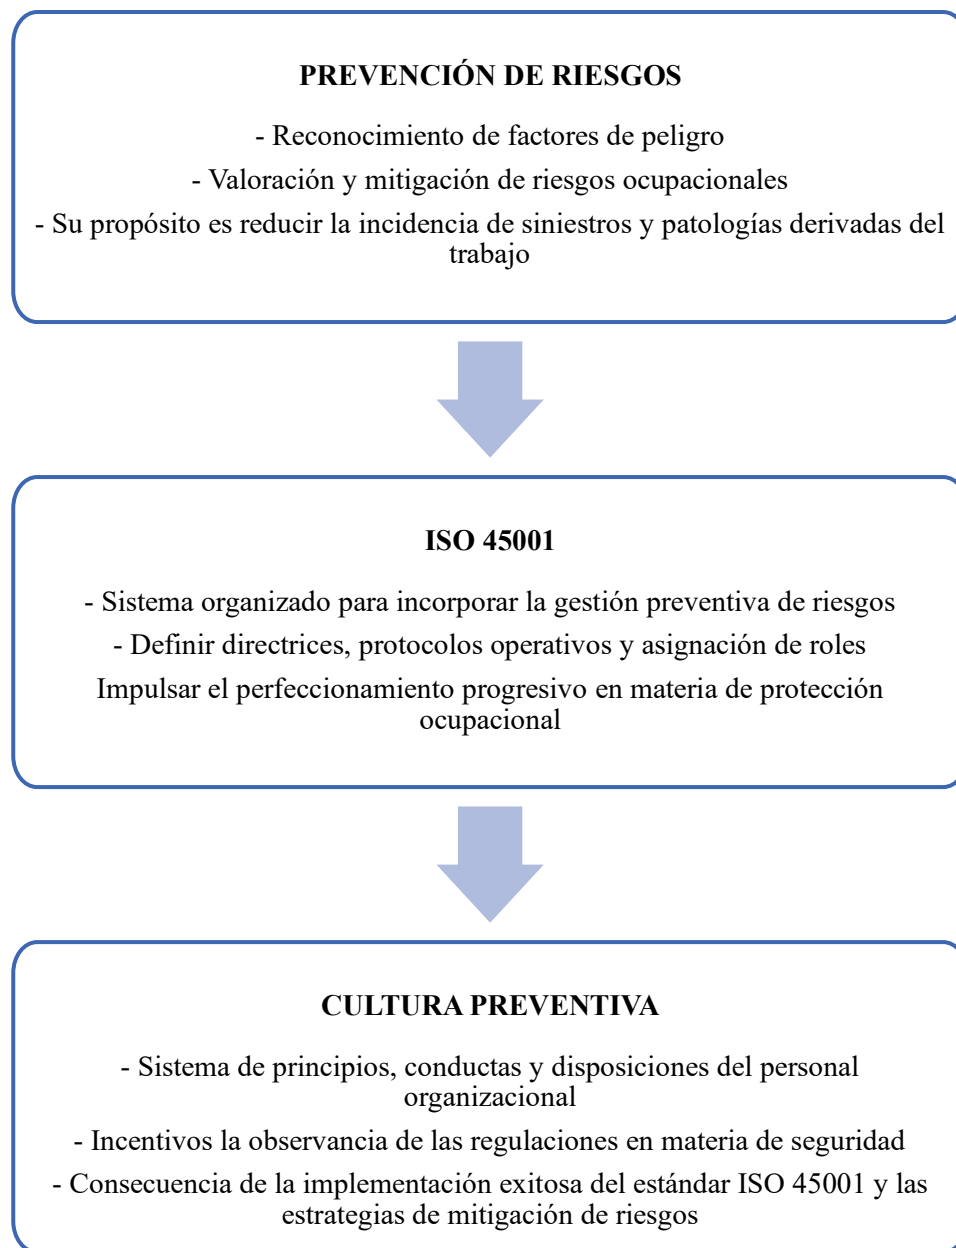 PREVENCIÓN DE RIESGOS
- Reconocimiento de factores de peligro
- Valoración y mitigación de riesgos ocupacionales
- Su propósito es reducir la incidencia de siniestros y patologías derivadas del
trabajo
ISO 45001
- Sistema organizado para incorporar la gestión preventiva de riesgos
- Definir directrices, protocolos operativos y asignación de roles
Impulsar el perfeccionamiento progresivo en materia de protección
ocupacional
CULTURA PREVENTIVA
- Sistema de principios, conductas y disposiciones del personal
organizacional
- Incentivos la observancia de las regulaciones en materia de seguridad
- Consecuencia de la implementación exitosa del estándar ISO 45001 y las
estrategias de mitigación de riesgos